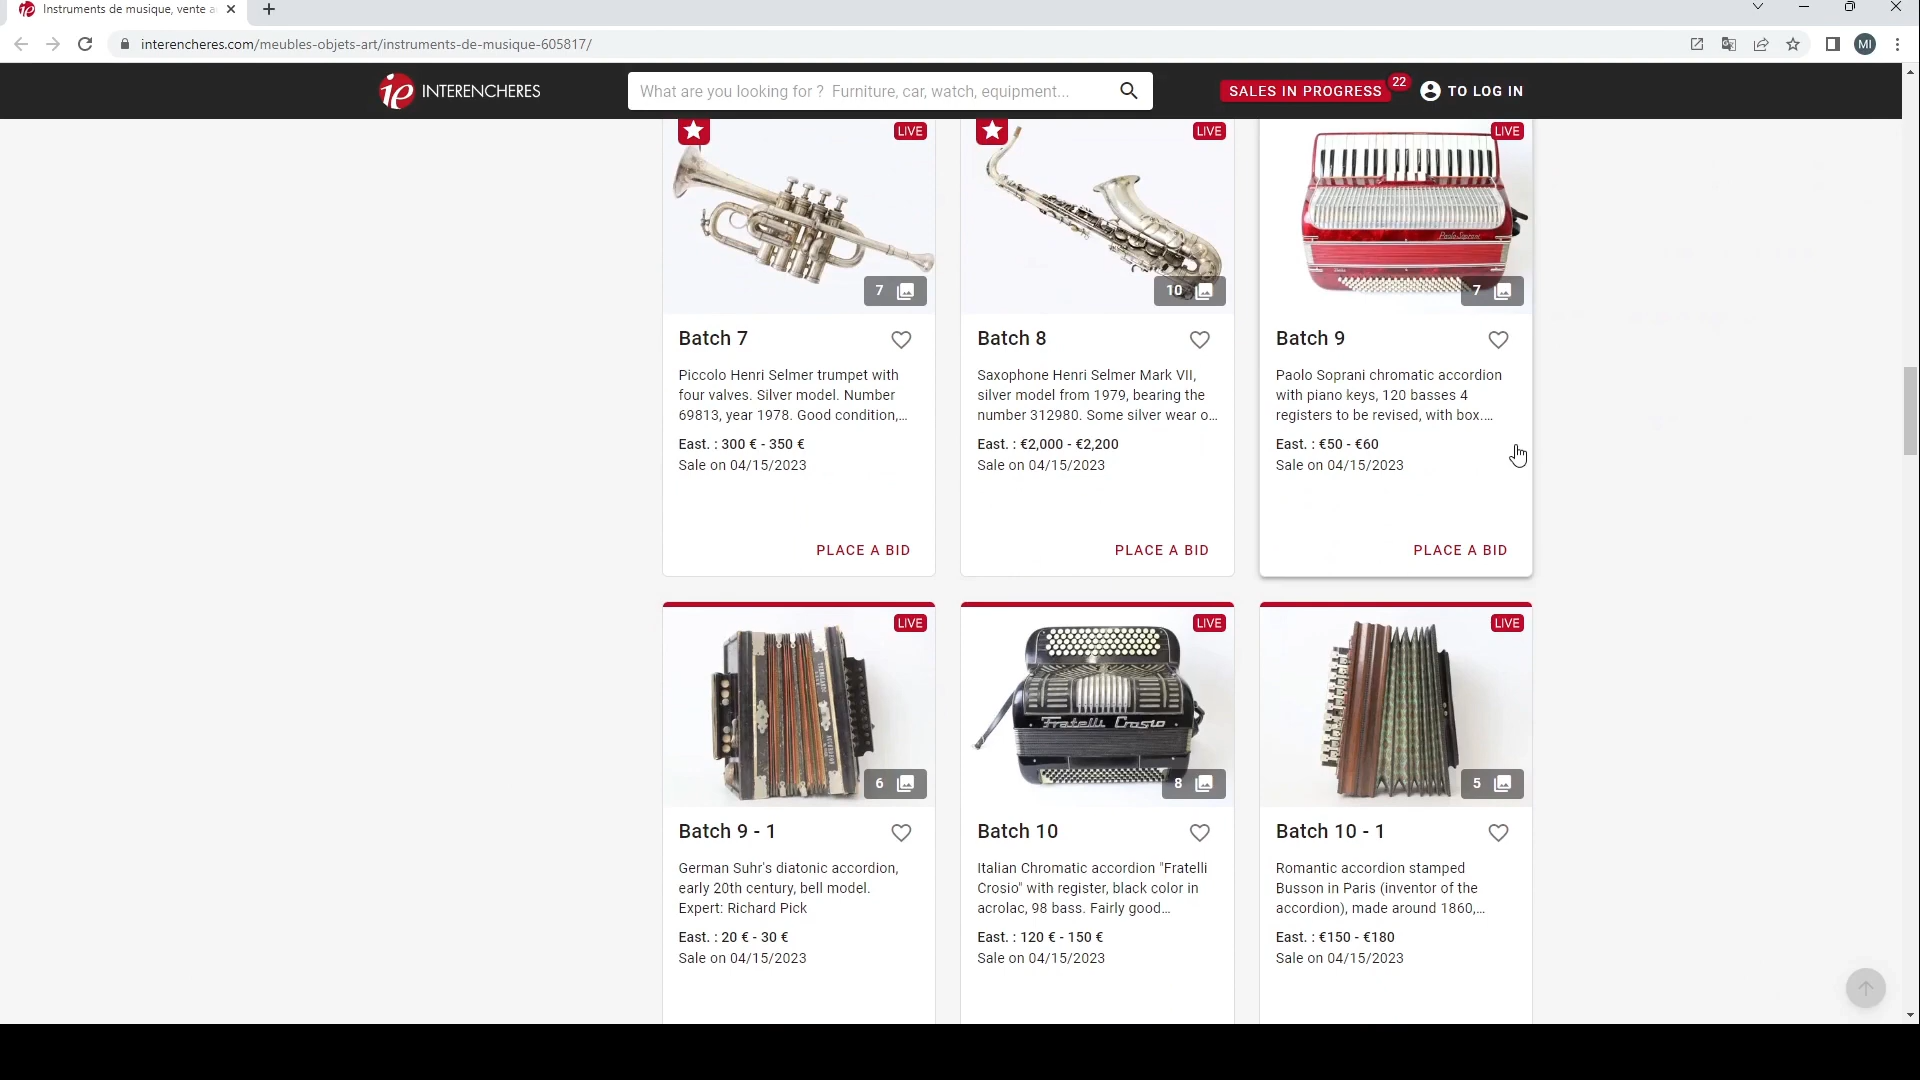 Instruments de musique, vente a
interencheres.com/meubles-objets-art/instruments-de-musique-605817/
MI
ie INTERENCHERES
What are you looking for ? Furniture, car, watch, equipment...
SALES IN PROGRESS 22
TO LOG IN
LIVE
LIVE
LIVE
Paolo Soprani
7
10
7
Batch 7
Piccolo Henri Selmer trumpet with
four valves. Silver model. Number
69813, year 1978. Good condition,...
East. : 300 € - 350 €
Sale on 04/15/2023
PLACE A BID
Batch 8
Saxophone Henri Selmer Mark VII,
silver model from 1979, bearing the
number 312980. Some silver wear o...
East. : €2,000 - €2,200
Sale on 04/15/2023
PLACE A BID
Batch 9
Paolo Soprani chromatic accordion
with piano keys, 120 basses 4
registers to be revised, with box....
East. : €50 - €60
Sale on 04/15/2023
PLACE A BID
LIVE
LIVE
LIVE
Fratelli Crosio
6
8
5
Batch 9 - 1
German Suhr's diatonic accordion,
early 20th century, bell model.
Expert: Richard Pick
East. : 20 € - 30 €
Sale on 04/15/2023
Batch 10
Italian Chromatic accordion "Fratelli
Crosio" with register, black color in
acrolac, 98 bass. Fairly good...
East. : 120 € - 150 €
Sale on 04/15/2023
Batch 10 - 1
Romantic accordion stamped
Busson in Paris (inventor of the
accordion), made around 1860,...
East. : €150 - €180
Sale on 04/15/2023